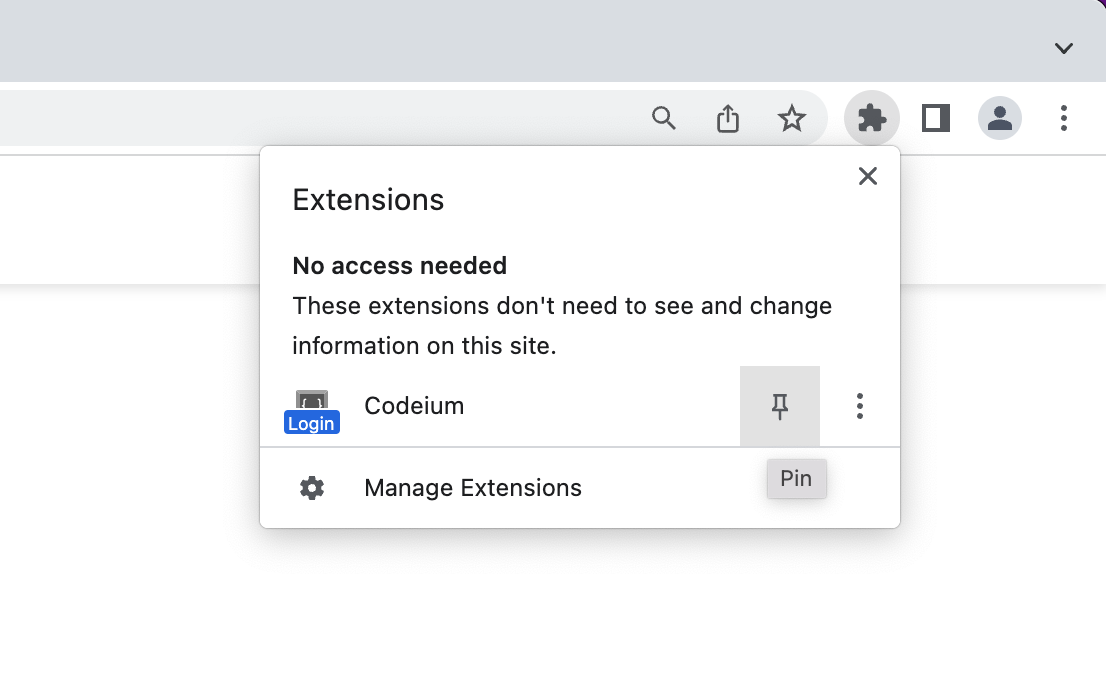 Extensions
No access needed
These extensions don't need to see and change
information on this site.
{ }
Codeium
Login
Manage Extensions
Pin